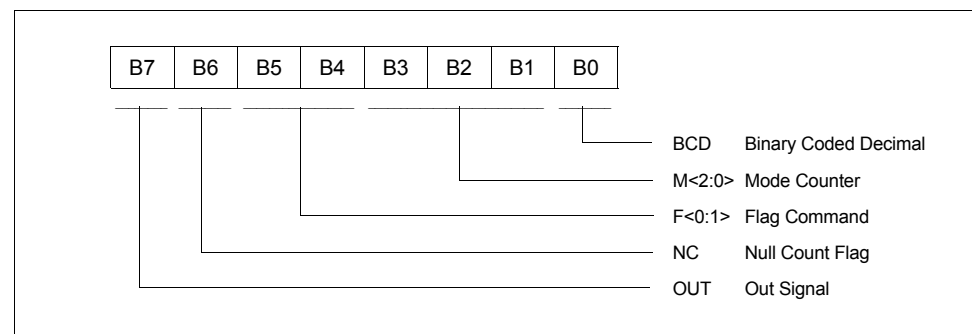 B7 B6 B5 B4 B3 B2 B1 B0
BCD Binary Coded Decimal
M<2:0> Mode Counter
F<0:1> Flag Command
NC Null Count Flag
OUT Out Signal